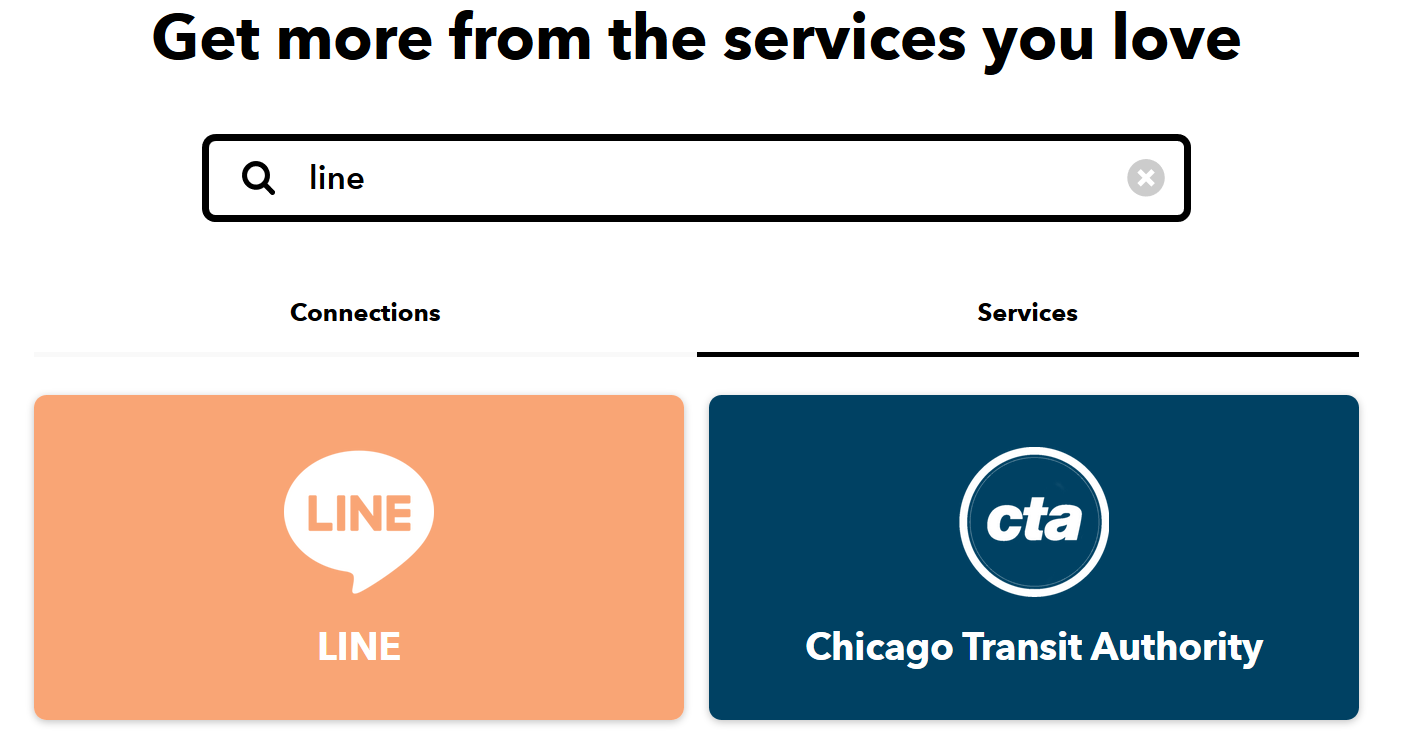 Get more from the services you love
line
Connections
Services
LINE
LINE
cta
Chicago Transit Authority